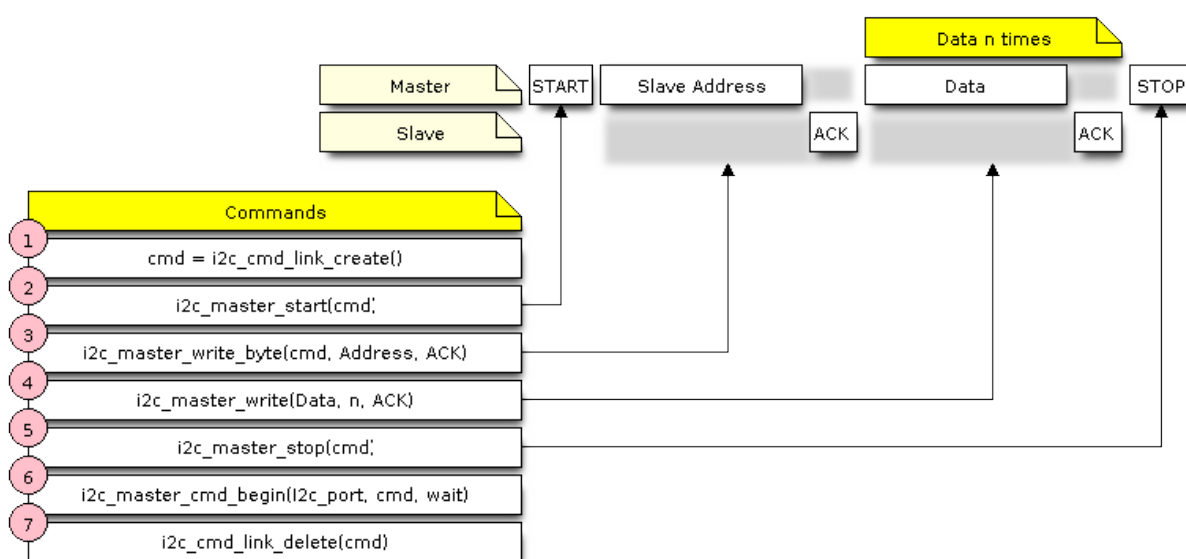 Data n times
Master START Slave Address Data STOP
Slave ACK ACK
Commands
1
cmd = i2c_cmd_link_create()
2
i2c_master_start(cmd;
3
i2c_master_write_byte(cmd, Address, ACK)
4
i2c_master_write(Data, n, ACK)
5
i2c_master_stop(cmd;
6
i2c_master_cmd_begin(I2c_port, cmd, wait)
7
i2c_cmd_link_delete(cmd)